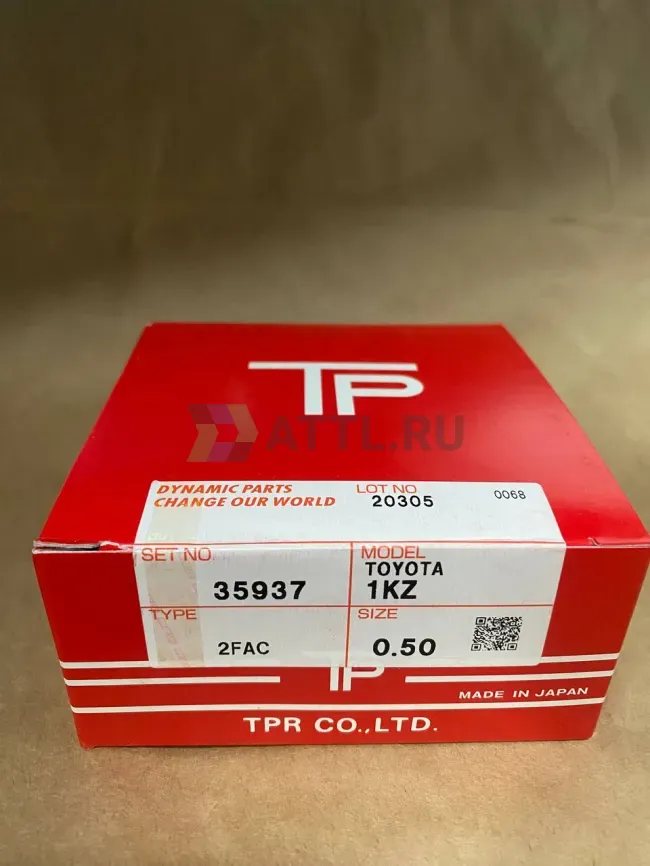 TP
ATTL.RU
DYNAMIC PARTS
CHANGE OUR WORLD
LOT NO
20305
0068
SET NO
35937
MODEL
TOYOTA
1KZ
TYPE
2FAC
SIZE
0.50
TP
MADE IN JAPAN
TPR CO.,LTD.